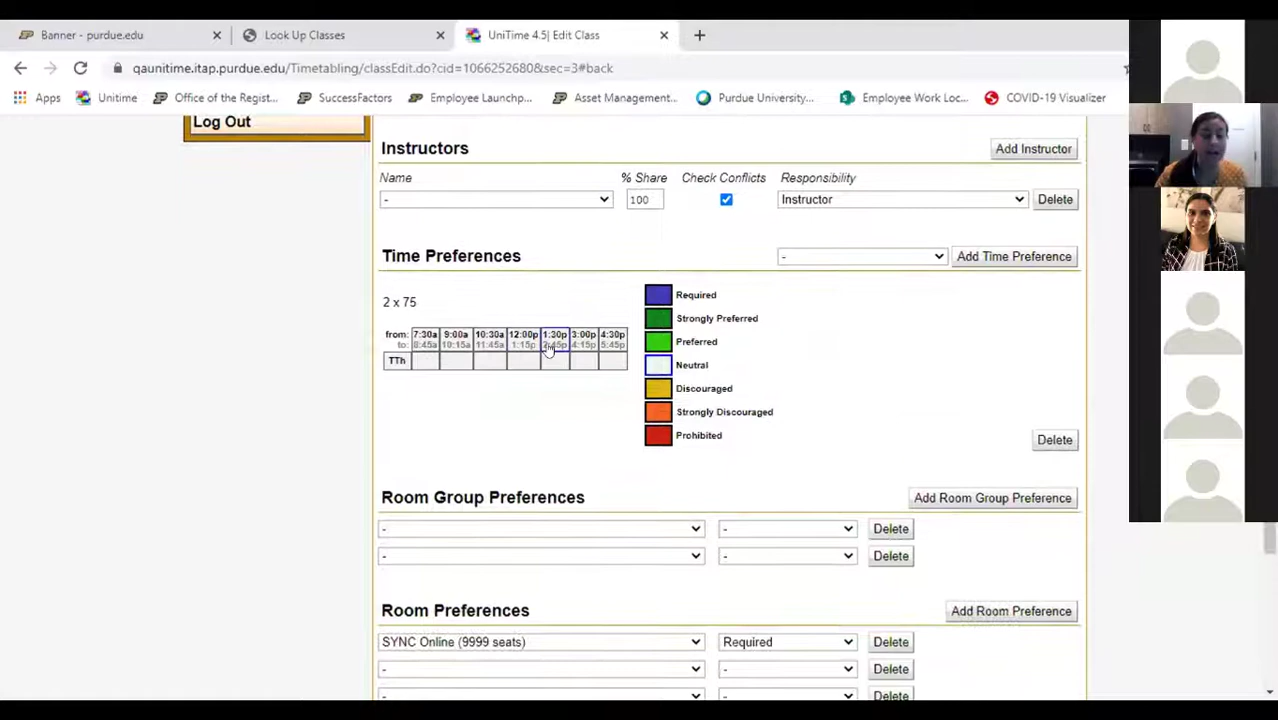 Banner - purdue.edu
Look Up Classes
UniTime 4.5| Edit Class
qaunitime.itap.purdue.edu/Timetabling/classEdit.do?cid=1066252680&sec=3#back
Apps
Unitime
Office of the Regist...
SuccessFactors
Employee Launchp...
Asset Management...
Purdue University...
Employee Work Loc...
COVID-19 Visualizer
Log Out
Instructors
Add Instructor
Name
% Share
Check Conflicts
Responsibility
-
100
Instructor
Delete
Time Preferences
-
Add Time Preference
2 x 75
Required
Strongly Preferred
Preferred
Neutral
Discouraged
Strongly Discouraged
Prohibited
from: 7:30a 9:00a 10:30a 12:00p 1:30p 3:00p 4:30p
to: 8:45a 10:15a 11:45a 1:15p 2:45p 4:15p 5:45p
TTh
Delete
Room Group Preferences
Add Room Group Preference
- - Delete
- - Delete
Room Preferences
Add Room Preference
SYNC Online (9999 seats) Required Delete
- - Delete
- - Delete